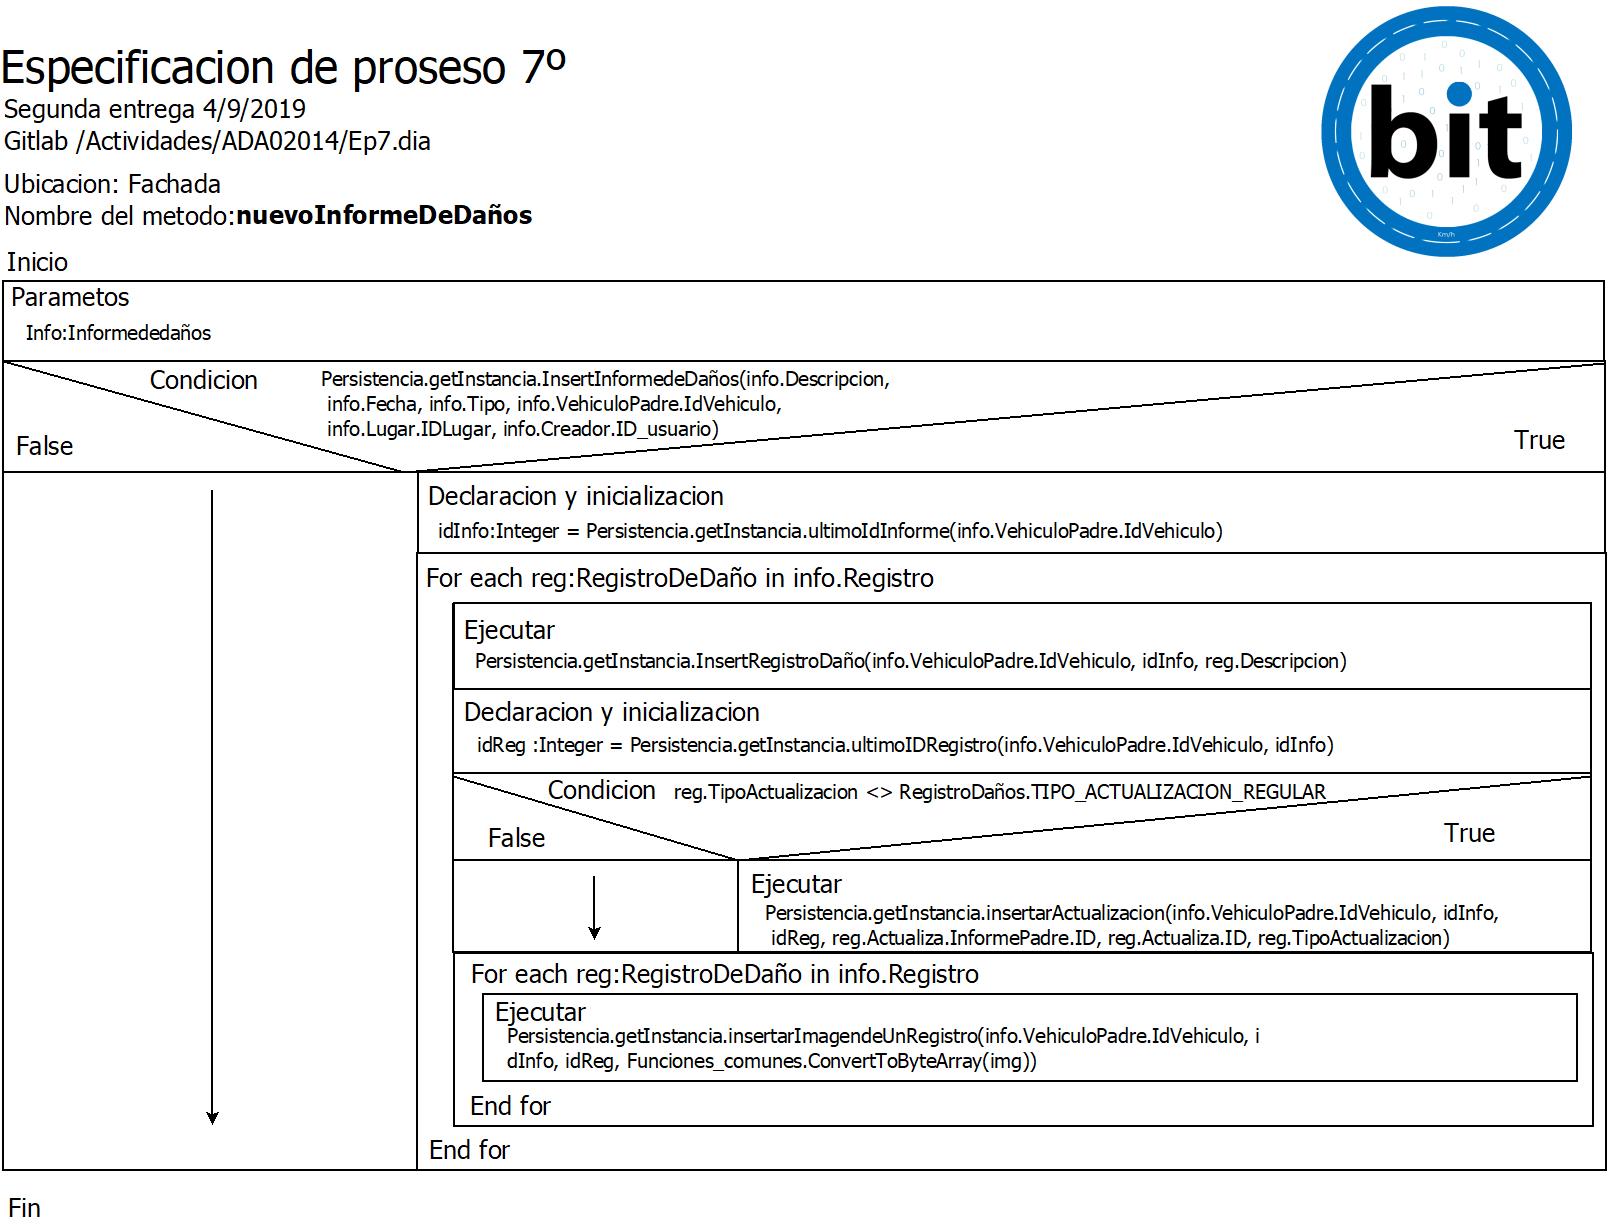 Especificacion de proseso 7º
Segunda entrega 4/9/2019
Gitlab /Actividades/ADA02014/Ep7.dia
Ubicacion: Fachada
Nombre del metodo:nuevoInformeDeDaños
bit
Km/h
Inicio
Parametos
Info:Informededaños
Condicion
Persistencia.getInstancia.InsertInformedeDaños(info.Descripcion,
info.Fecha, info.Tipo, info.VehiculoPadre.IdVehiculo,
info.Lugar.IDLugar, info.Creador.ID_usuario)
False
True
Declaracion y inicializacion
idInfo:Integer = Persistencia.getInstancia.ultimoIdInforme(info.VehiculoPadre.IdVehiculo)
For each reg:RegistroDeDaño in info.Registro
Ejecutar
Persistencia.getInstancia.InsertRegistroDaño(info.VehiculoPadre.IdVehiculo, idInfo, reg.Descripcion)
Declaracion y inicializacion
idReg :Integer = Persistencia.getInstancia.ultimoIDRegistro(info.VehiculoPadre.IdVehiculo, idInfo)
Condicion reg.TipoActualizacion <> RegistroDaños.TIPO_ACTUALIZACION_REGULAR
False
True
Ejecutar
Persistencia.getInstancia.insertarActualizacion(info.VehiculoPadre.IdVehiculo, idInfo,
idReg, reg.Actualiza.InformePadre.ID, reg.Actualiza.ID, reg.TipoActualizacion)
For each reg:RegistroDeDaño in info.Registro
Ejecutar
Persistencia.getInstancia.insertarImagendeUnRegistro(info.VehiculoPadre.IdVehiculo, i
dInfo, idReg, Funciones_comunes.ConvertToByteArray(img))
End for
End for
Fin